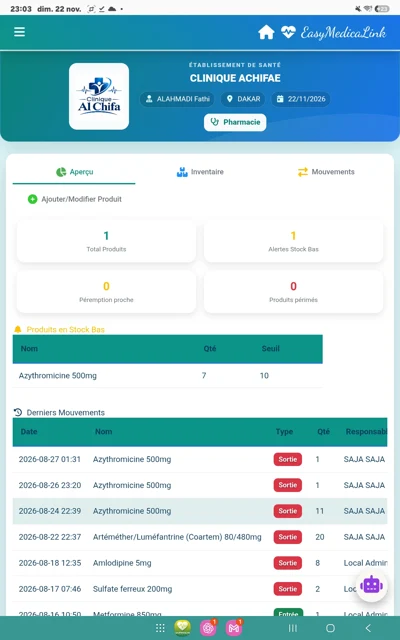 23:03 dim. 22 nov.
EasyMedicaLink
ÉTABLISSEMENT DE SANTÉ
CLINIQUE ACHIFAE
Clinique
Al Chifa
ALAHMADI Fathi DAKAR 22/11/2026
Pharmacie
Aperçu Inventaire Mouvements
Ajouter/Modifier Produit
1 1
Total Produits Alertes Stock Bas
0 0
Péremption proche Produits périmés
Produits en Stock Bas
Nom Qté Seuil
Azythromicine 500mg 7 10
Derniers Mouvements
Date Nom Type Qté Responsabl
2026-08-27 01:31 Azythromicine 500mg Sortie 1 SAJA SAJA
2026-08-26 23:20 Azythromicine 500mg Sortie 1 SAJA SAJA
2026-08-24 22:39 Azythromicine 500mg Sortie 11 SAJA SAJA
2026-08-22 22:37 Artéméther/Luméfantrine (Coartem) 80/480mg Sortie 20 SAJA SAJA
2026-08-18 12:35 Amlodipine 5mg Sortie 8 Local Admin
2026-08-17 07:46 Sulfate ferreux 200mg Sortie 2
2026-08-16 10:50 Metformine 850mg Entrée 1 Local Admin